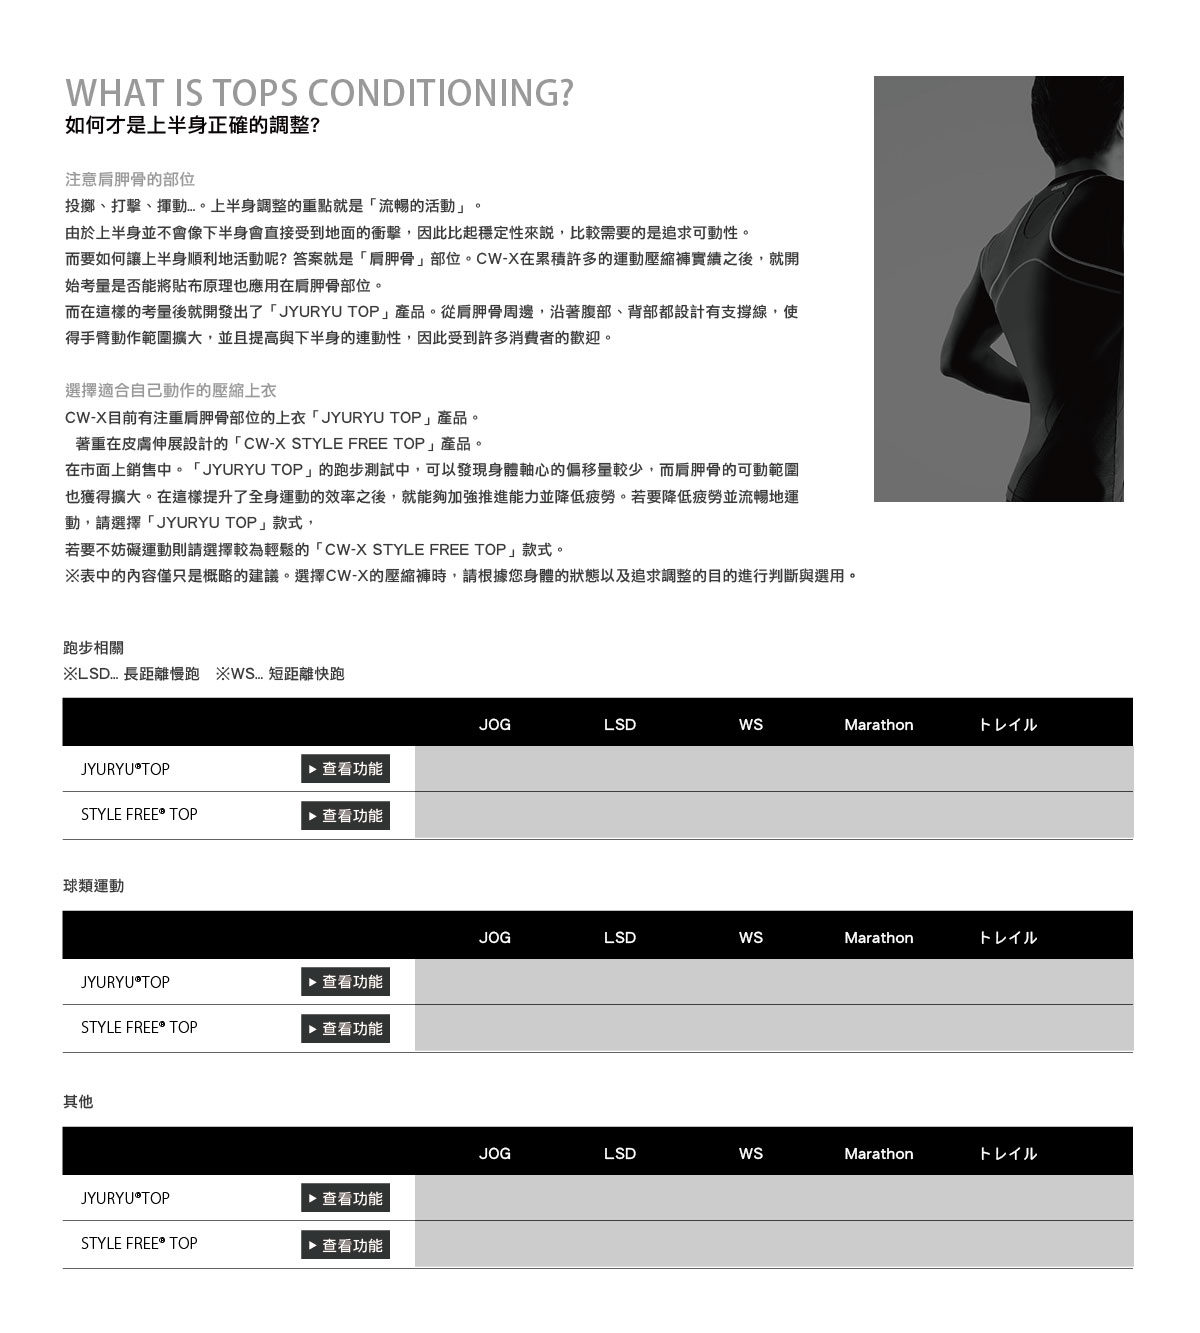 WHAT IS TOPS CONDITIONING?
如何才是上半身正確的調整?
注意肩胛骨的部位
投擲、打擊、揮動...。上半身調整的重點就是「流暢的活動」。
由於上半身並不會像下半身會直接受到地面的衝擊，因此比起穩定性來説，比較需要的是追求可動性。
而要如何讓上半身順利地活動呢? 答案就是「肩胛骨」部位。CW-X在累積許多的運動壓縮褲實績之後，就開
始考量是否能將貼布原理也應用在肩胛骨部位。
而在這樣的考量後就開發出了「JYURYU TOP」產品。從肩胛骨周邊，沿著腹部、背部都設計有支撐線，使
得手臂動作範圍擴大，並且提高與下半身的連動性，因此受到許多消費者的歡迎。
選擇適合自己動作的壓縮上衣
CW-X目前有注重肩胛骨部位的上衣「JYURYU TOP」產品。
著重在皮膚伸展設計的「CW-X STYLE FREE TOP」產品。
在市面上銷售中。「JYURYU TOP」的跑步測試中，可以發現身體軸心的偏移量較少，而肩胛骨的可動範圍
也獲得擴大。在這樣提升了全身運動的效率之後，就能夠加強推進能力並降低疲勞。若要降低疲勞並流暢地運
動，請選擇「JYURYU TOP」款式，
若要不妨礙運動則請選擇較為輕鬆的「CW-X STYLE FREE TOP」款式。
※表中的內容僅只是概略的建議。選擇CW-X的壓縮褲時，請根據您身體的狀態以及追求調整的目的進行判斷與選用。
跑步相關
※LSD... 長距離慢跑 ※WS... 短距離快跑
JOG LSD WS Marathon トレイル
JYURYU®TOP ▶ 查看功能
STYLE FREE® TOP ▶ 查看功能
球類運動
JOG LSD WS Marathon トレイル
JYURYU®TOP ▶ 查看功能
STYLE FREE® TOP ▶ 查看功能
其他
JOG LSD WS Marathon トレイル
JYURYU®TOP ▶ 查看功能
STYLE FREE® TOP ▶ 查看功能